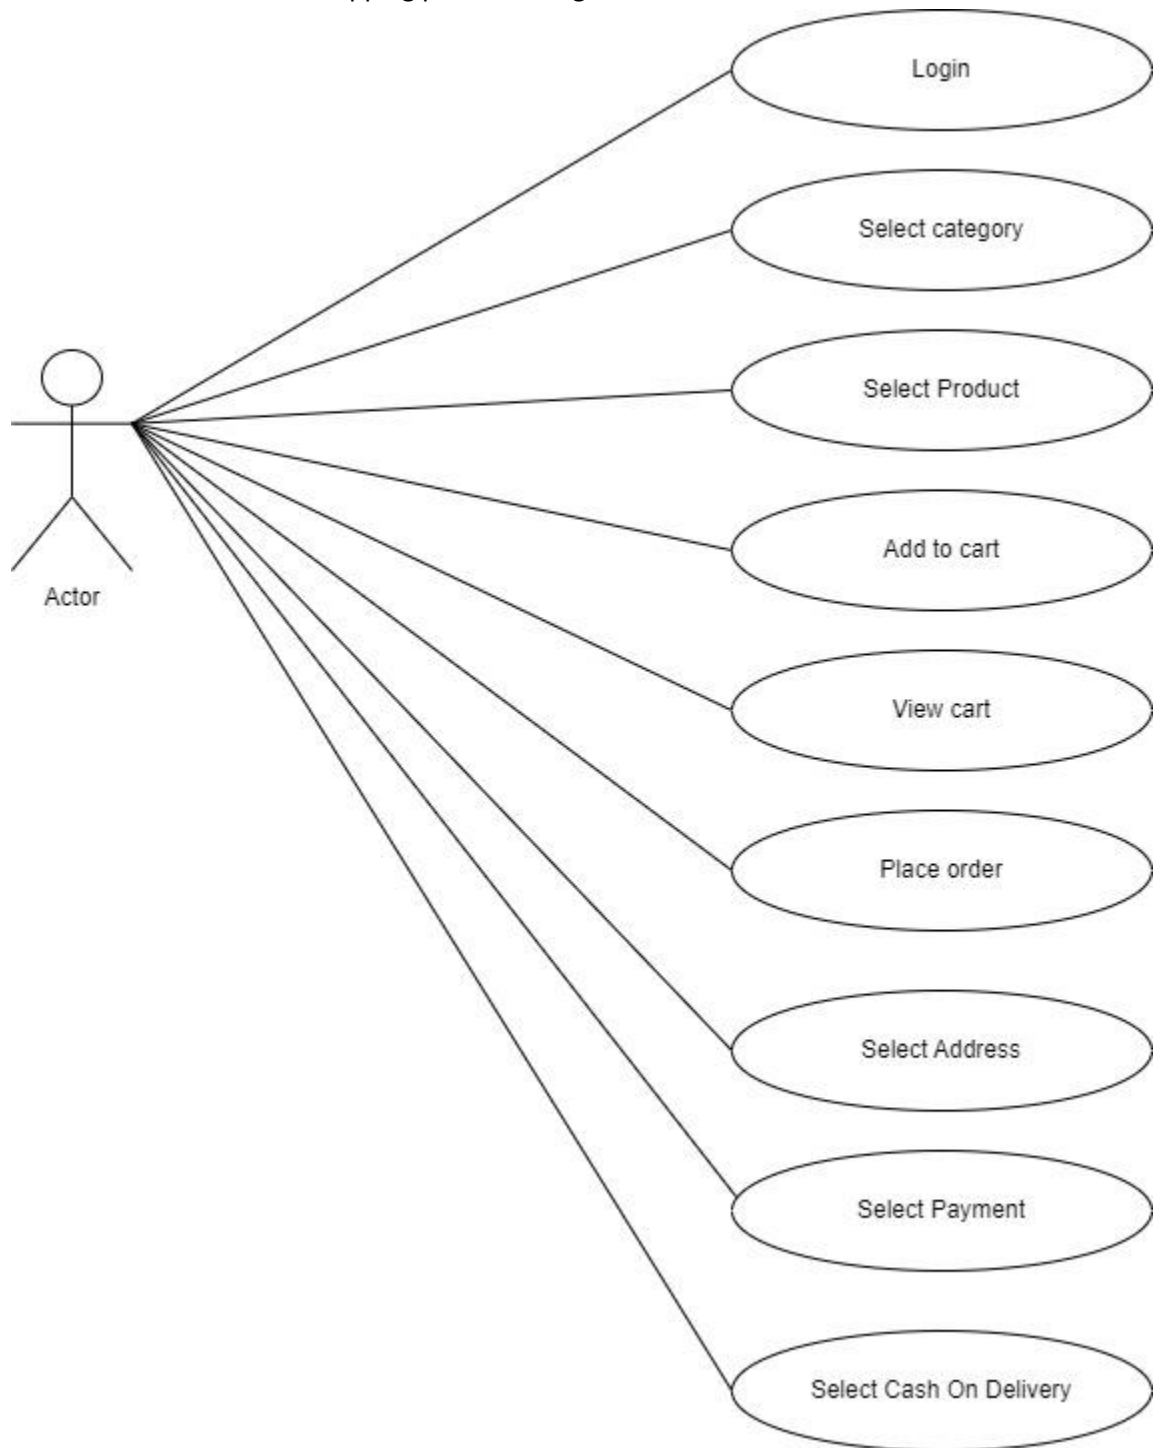 Login
Select category
Select Product
Actor
Add to cart
View cart
Place order
Select Address
Select Payment
Select Cash On Delivery